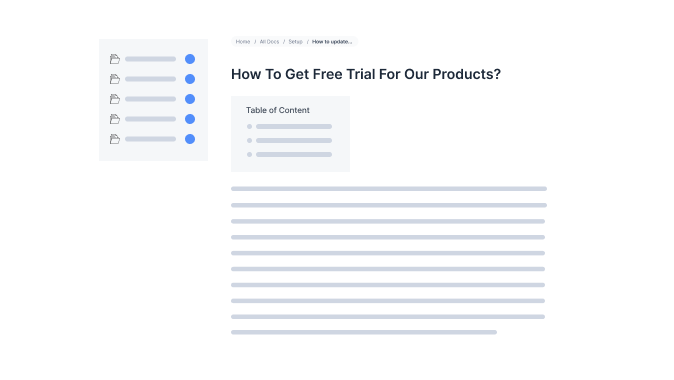 Home / All Docs / Setup / How to update...
How To Get Free Trial For Our Products?
Table of Content